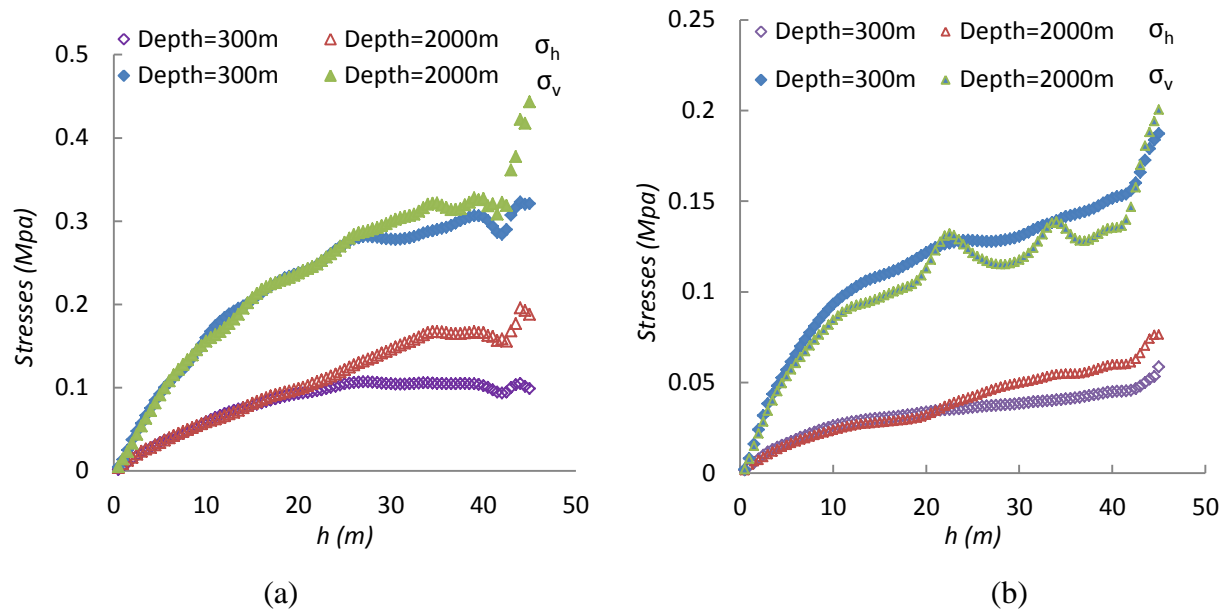 Depth=300m Depth=2000m σh
Depth=300m Depth=2000m σv
0.5
0.4
0.3
0.2
0.1
0
Stresses (Mpa)
0 10 20 30 40 50
h (m)
(a)
Depth=300m Depth=2000m σh
Depth=300m Depth=2000m σv
0.25
0.2
0.15
0.1
0.05
0
Stresses (Mpa)
0 10 20 30 40 50
h (m)
(b)